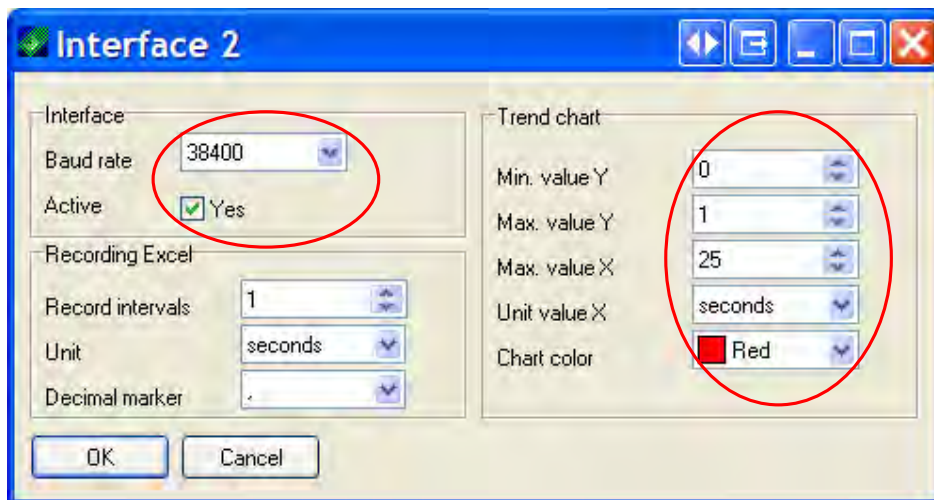 Interface 2
Interface
Baud rate 38400
Active Yes
Recording Excel
Record intervals 1
Unit seconds
Decimal marker ,
Trend chart
Min. value Y 0
Max. value Y 1
Max. value X 25
Unit value X seconds
Chart color Red
OK Cancel